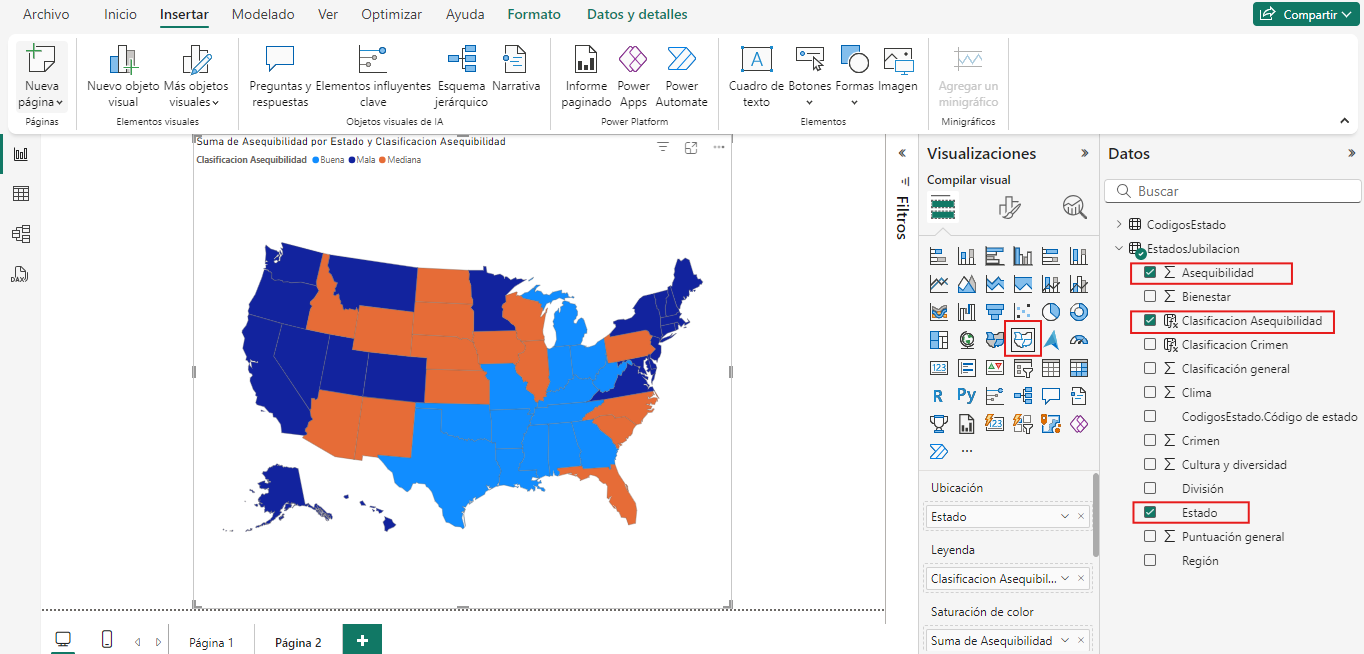 Archivo Inicio Insertar Modelado Ver Optimizar Ayuda Formato Datos y detalles Compartir
Nueva página
Páginas
Nuevo objeto visual
Más objetos visuales
Elementos visuales
Preguntas y respuestas
Elementos influyentes clave
Esquema jerárquico
Narrativa
Objetos visuales de IA
Informe paginado
Power Apps
Power Automate
Power Platform
Cuadro de texto
A
Botones
Formas
Imagen
Elementos
Agregar un minigráfico
Minigráficos
DAX
Suma de Asequibilidad por Estado y Clasificacion Asequibilidad
Clasificacion Asequibilidad Buena Mala Mediana
Filtros
Visualizaciones
Compilar visual
123
R
Py
123
Ubicación
Estado
Leyenda
Clasificacion Asequibil...
Saturación de color
Suma de Asequibilidad
Datos
Buscar
CodigosEstado
EstadosJubilacion
Σ Asequibilidad
Σ Bienestar
Clasificacion Asequibilidad
Clasificacion Crimen
Σ Clasificación general
Σ Clima
CodigosEstado.Código de estado
Σ Crimen
Σ Cultura y diversidad
División
Estado
Σ Puntuación general
Región
Página 1
Página 2
+